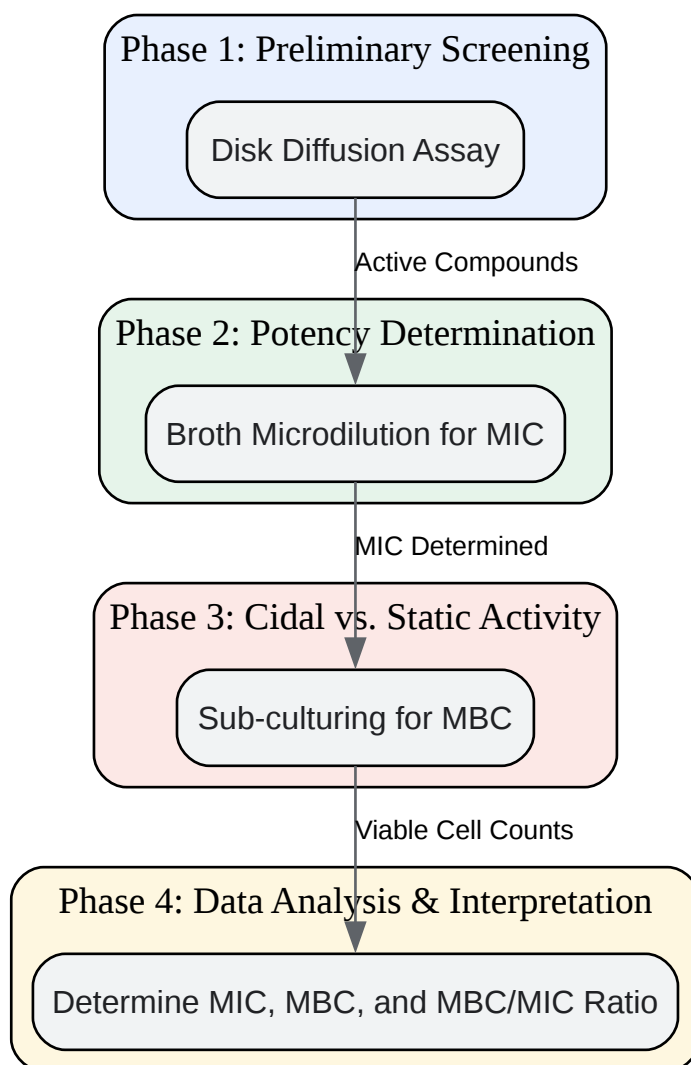 Phase 1: Preliminary Screening
Disk Diffusion Assay
Active Compounds
Phase 2: Potency Determination
Broth Microdilution for MIC
MIC Determined
Phase 3: Cidal vs. Static Activity
Sub-culturing for MBC
Viable Cell Counts
Phase 4: Data Analysis & Interpretation
Determine MIC, MBC, and MBC/MIC Ratio